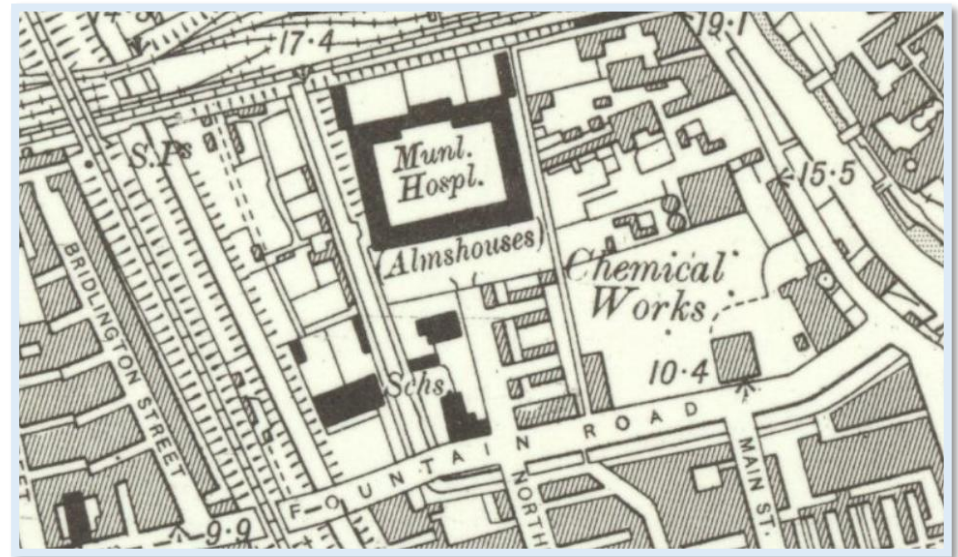 17·4
19·1
S.Ps
Munl.
Hospl.
15·5
(Almshouses)
Chemical
Works
BRIDLINGTON STREET
10·4
Schs.
FOUNTAIN ROAD
MAIN ST.
NORTH
9·9